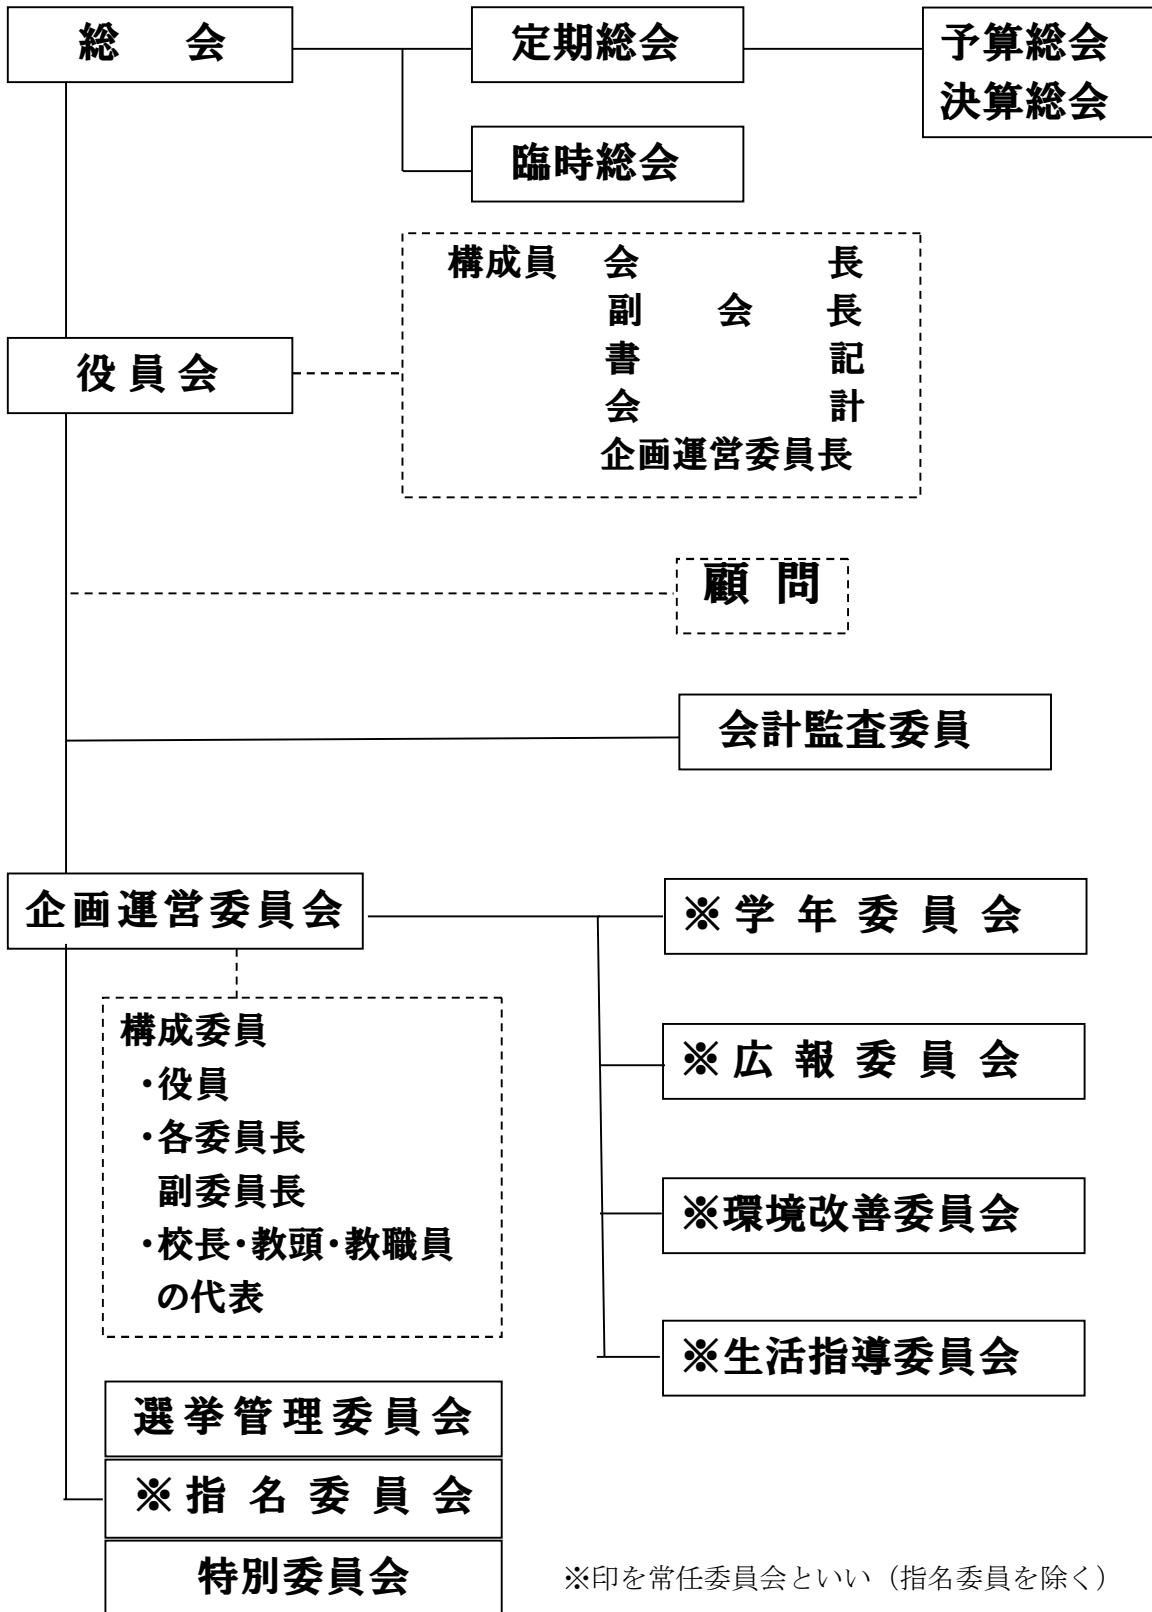 総　会
定期総会
予算総会
決算総会
臨時総会
構成員　会　　　長
副　会　長
書　　　記
会　　　計
企画運営委員長
役員会
顧問
会計監査委員
企画運営委員会
構成委員
・役員
・各委員長
副委員長
・校長・教頭・教職員
の代表
※学年委員会
※広報委員会
※環境改善委員会
※生活指導委員会
選挙管理委員会
※指名委員会
特別委員会
※印を常任委員会といい（指名委員を除く）